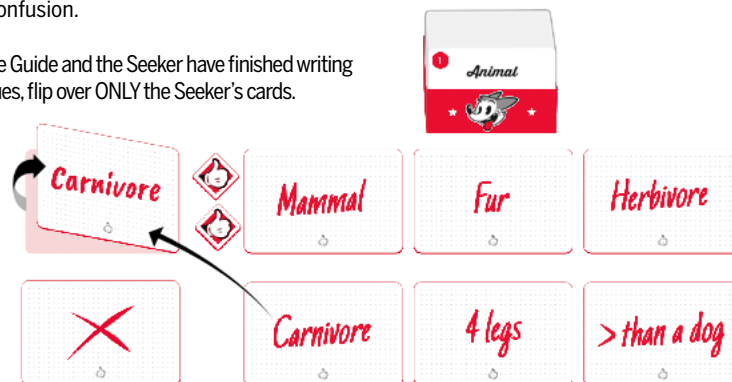 onfusion.
e Guide and the Seeker have finished writing
ues, flip over ONLY the Seeker's cards.
1
Animal
Carnivore
Mammal
Fur
Herbivore
Carnivore
4 legs
> than a dog